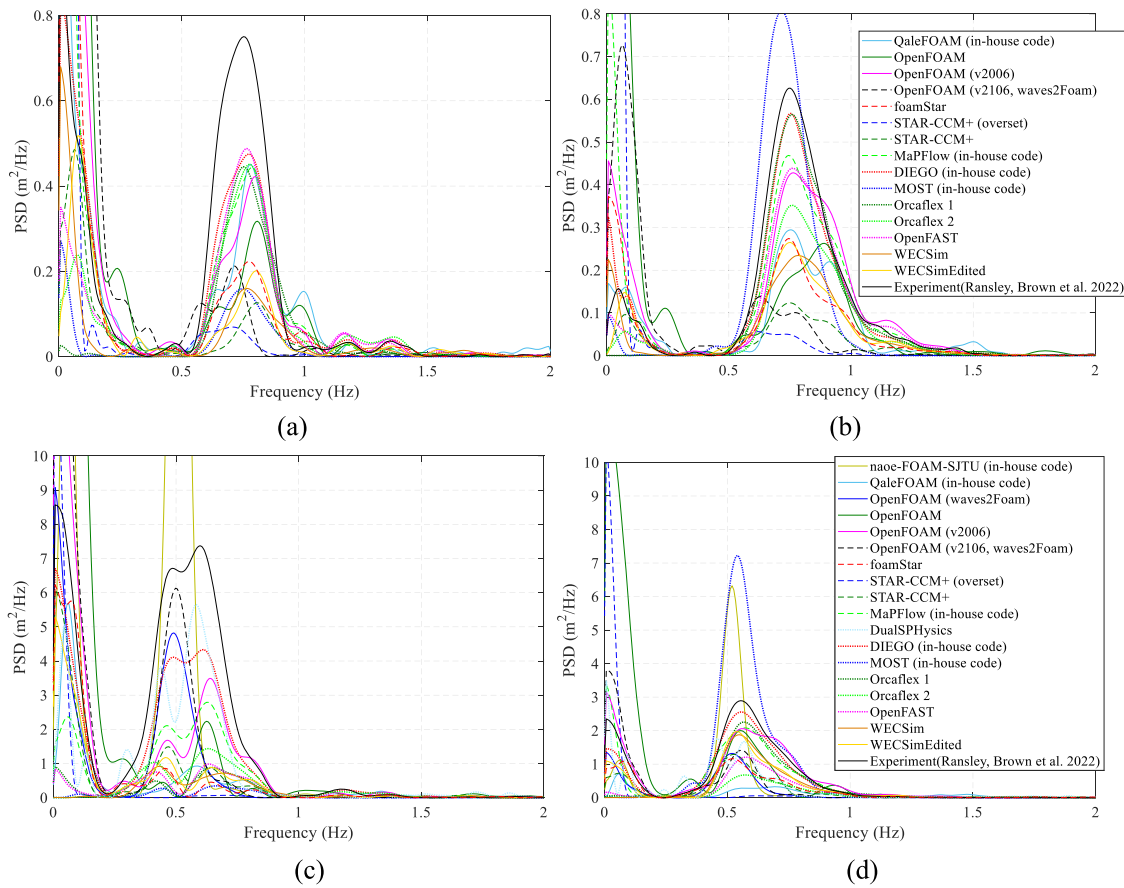 0.8
0.6
0.4
0.2
0
PSD (m²/Hz)
0 0.5 1 1.5 2
Frequency (Hz)
(a)
0.8
0.7
0.6
0.5
0.4
0.3
0.2
0.1
0
PSD (m²/Hz)
0 0.5 1 1.5 2
Frequency (Hz)
(b)
QaleFOAM (in-house code)
OpenFOAM
OpenFOAM (v2006)
OpenFOAM (v2106, waves2Foam)
foamStar
STAR-CCM+ (overset)
STAR-CCM+
MaPFlow (in-house code)
DIEGO (in-house code)
MOST (in-house code)
Orcaflex 1
Orcaflex 2
OpenFAST
WECSim
WECSimEdited
Experiment(Ransley, Brown et al. 2022)
10
9
8
7
6
5
4
3
2
1
0
PSD (m²/Hz)
0 0.5 1 1.5 2
Frequency (Hz)
(c)
10
9
8
7
6
5
4
3
2
1
0
PSD (m²/Hz)
0 0.5 1 1.5 2
Frequency (Hz)
(d)
naoe-FOAM-SJTU (in-house code)
QaleFOAM (in-house code)
OpenFOAM (waves2Foam)
OpenFOAM
OpenFOAM (v2006)
OpenFOAM (v2106, waves2Foam)
foamStar
STAR-CCM+ (overset)
STAR-CCM+
MaPFlow (in-house code)
DualSPHysics
DIEGO (in-house code)
MOST (in-house code)
Orcaflex 1
Orcaflex 2
OpenFAST
WECSim
WECSimEdited
Experiment(Ransley, Brown et al. 2022)